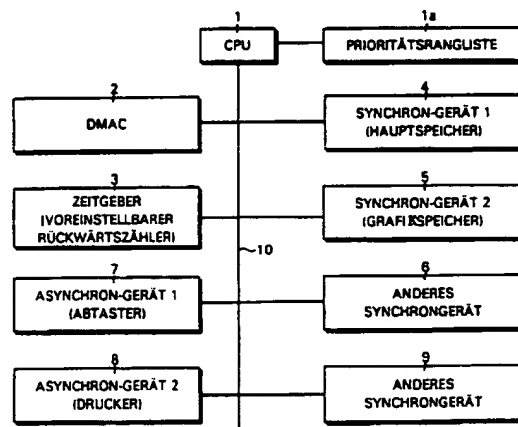 1
CPU
1a
PRIORITÄTSRANGLISTE
2
DMAC
4
SYNCHRON-GERÄT 1
(HAUPTSPEICHER)
3
ZEITGEBER
(VOREINSTELLBARER
RÜCKWÄRTSZÄHLER)
5
SYNCHRON-GERÄT 2
(GRAFIKSPEICHER)
10
7
ASYNCHRON-GERÄT 1
(ABTASTER)
6
ANDERES
SYNCHRONGERÄT
8
ASYNCHRON-GERÄT 2
(DRUCKER)
9
ANDERES
SYNCHRONGERÄT